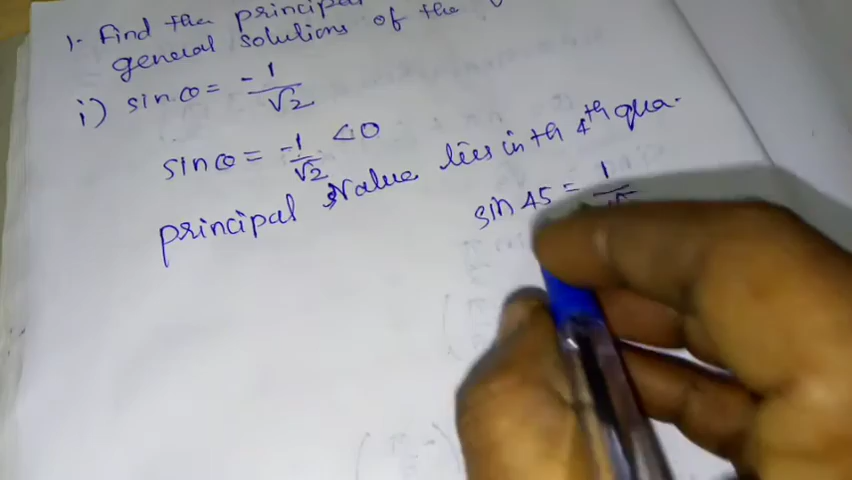 1. Find the principal
general solutions of the
i) sin ⍵ = -1/√2
sin ⍵ = -1/√2 <0
principal value lies in th 4th qua.
sin 45 = 1/√